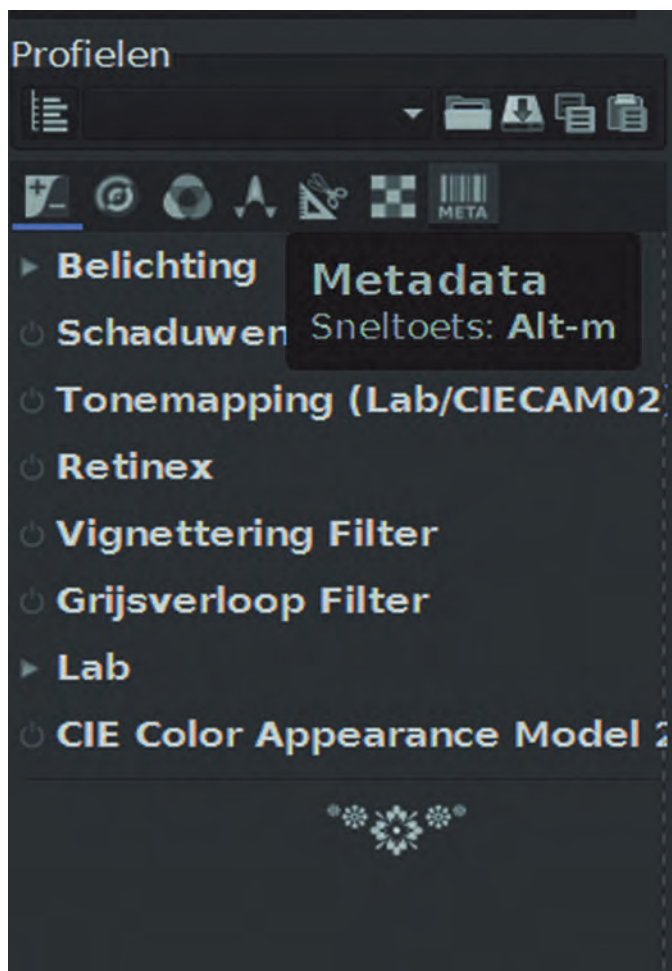 Profielen
META
Belichting
Metadata
Schaduwen
Sneltoets: Alt-m
Tonemapping (Lab/CIECAM02
Retinex
Vignettering Filter
Grijsverloop Filter
Lab
CIE Color Appearance Model